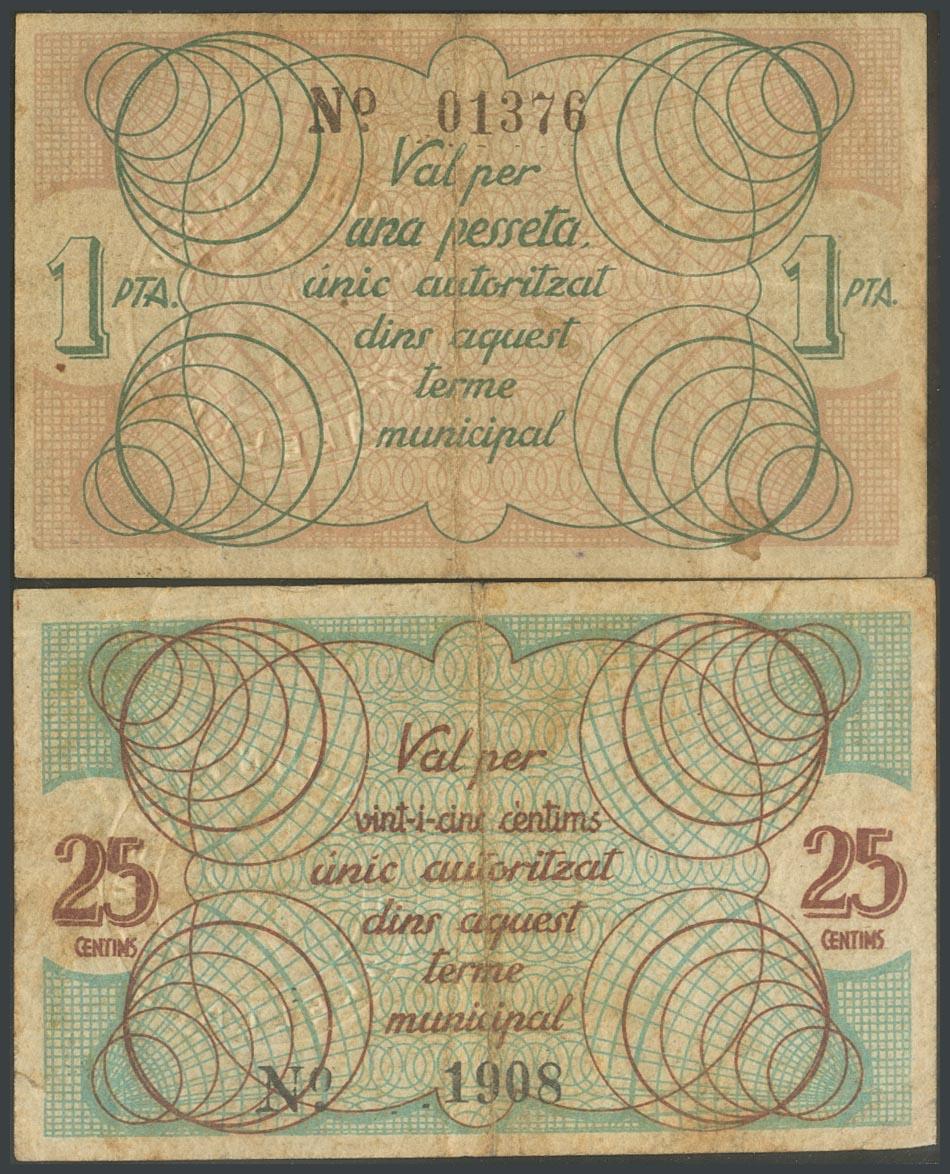 Nº 01376
Val per
una pesseta,
únic autoritzat
dins aquest
terme
municipal
1 PTA.
1 PTA.
Val per
vint-i-cinc cèntims
únic autoritzat
dins aquest
terme
municipal
25
CENTIMS
25
CENTIMS
Nº 1908